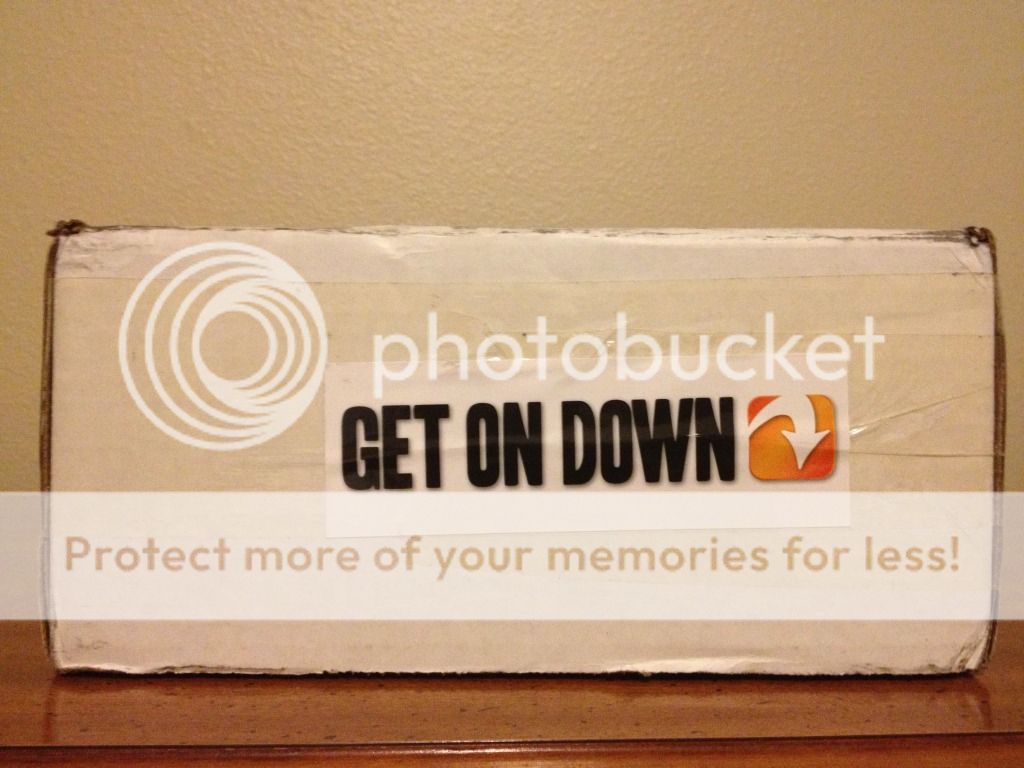 photobucket
GET ON DOWN
Protect more of your memories for less!